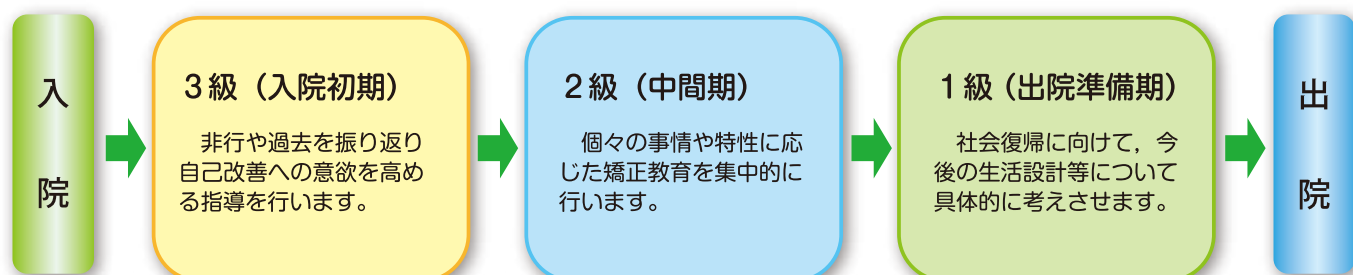 入院
3級（入院初期）
非行や過去を振り返り
自己改善への意欲を高め
る指導を行います。
2級（中間期）
個々の事情や特性に応
じた矯正教育を集中的に
行います。
1級（出院準備期）
社会復帰に向けて，今
後の生活設計等について
具体的に考えさせます。
出院